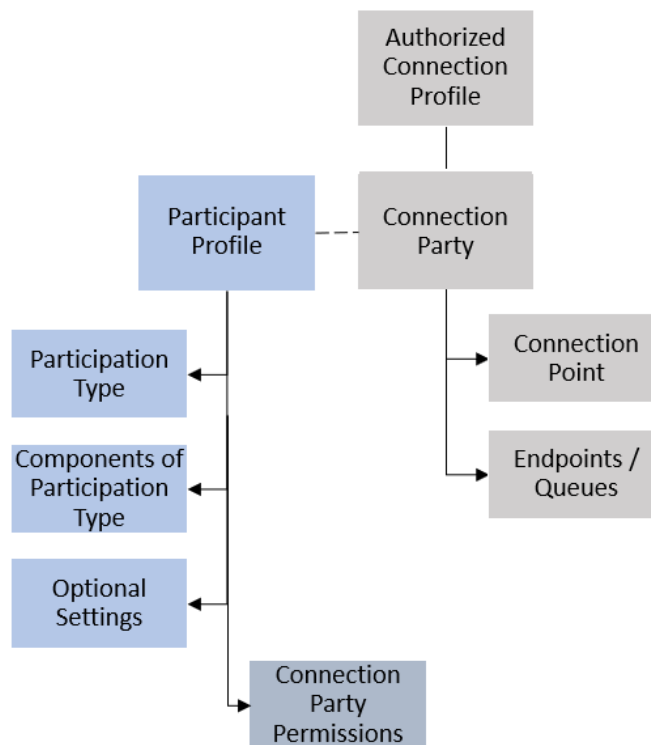 Authorized
Connection
Profile
Participant
Profile
Connection
Party
Participation
Type
Connection
Point
Components of
Participation
Type
Endpoints /
Queues
Optional
Settings
Connection
Party
Permissions